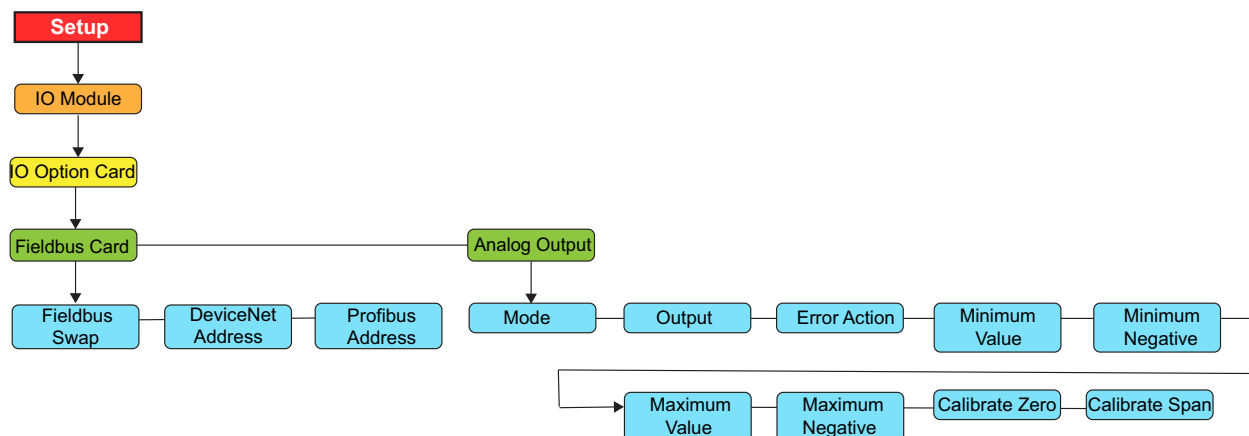 Setup
IO Module
IO Option Card
Fieldbus Card
Analog Output
Fieldbus
Swap
DeviceNet
Address
Profibus
Address
Mode
Output
Error Action
Minimum
Value
Minimum
Negative
Maximum
Value
Maximum
Negative
Calibrate Zero
Calibrate Span